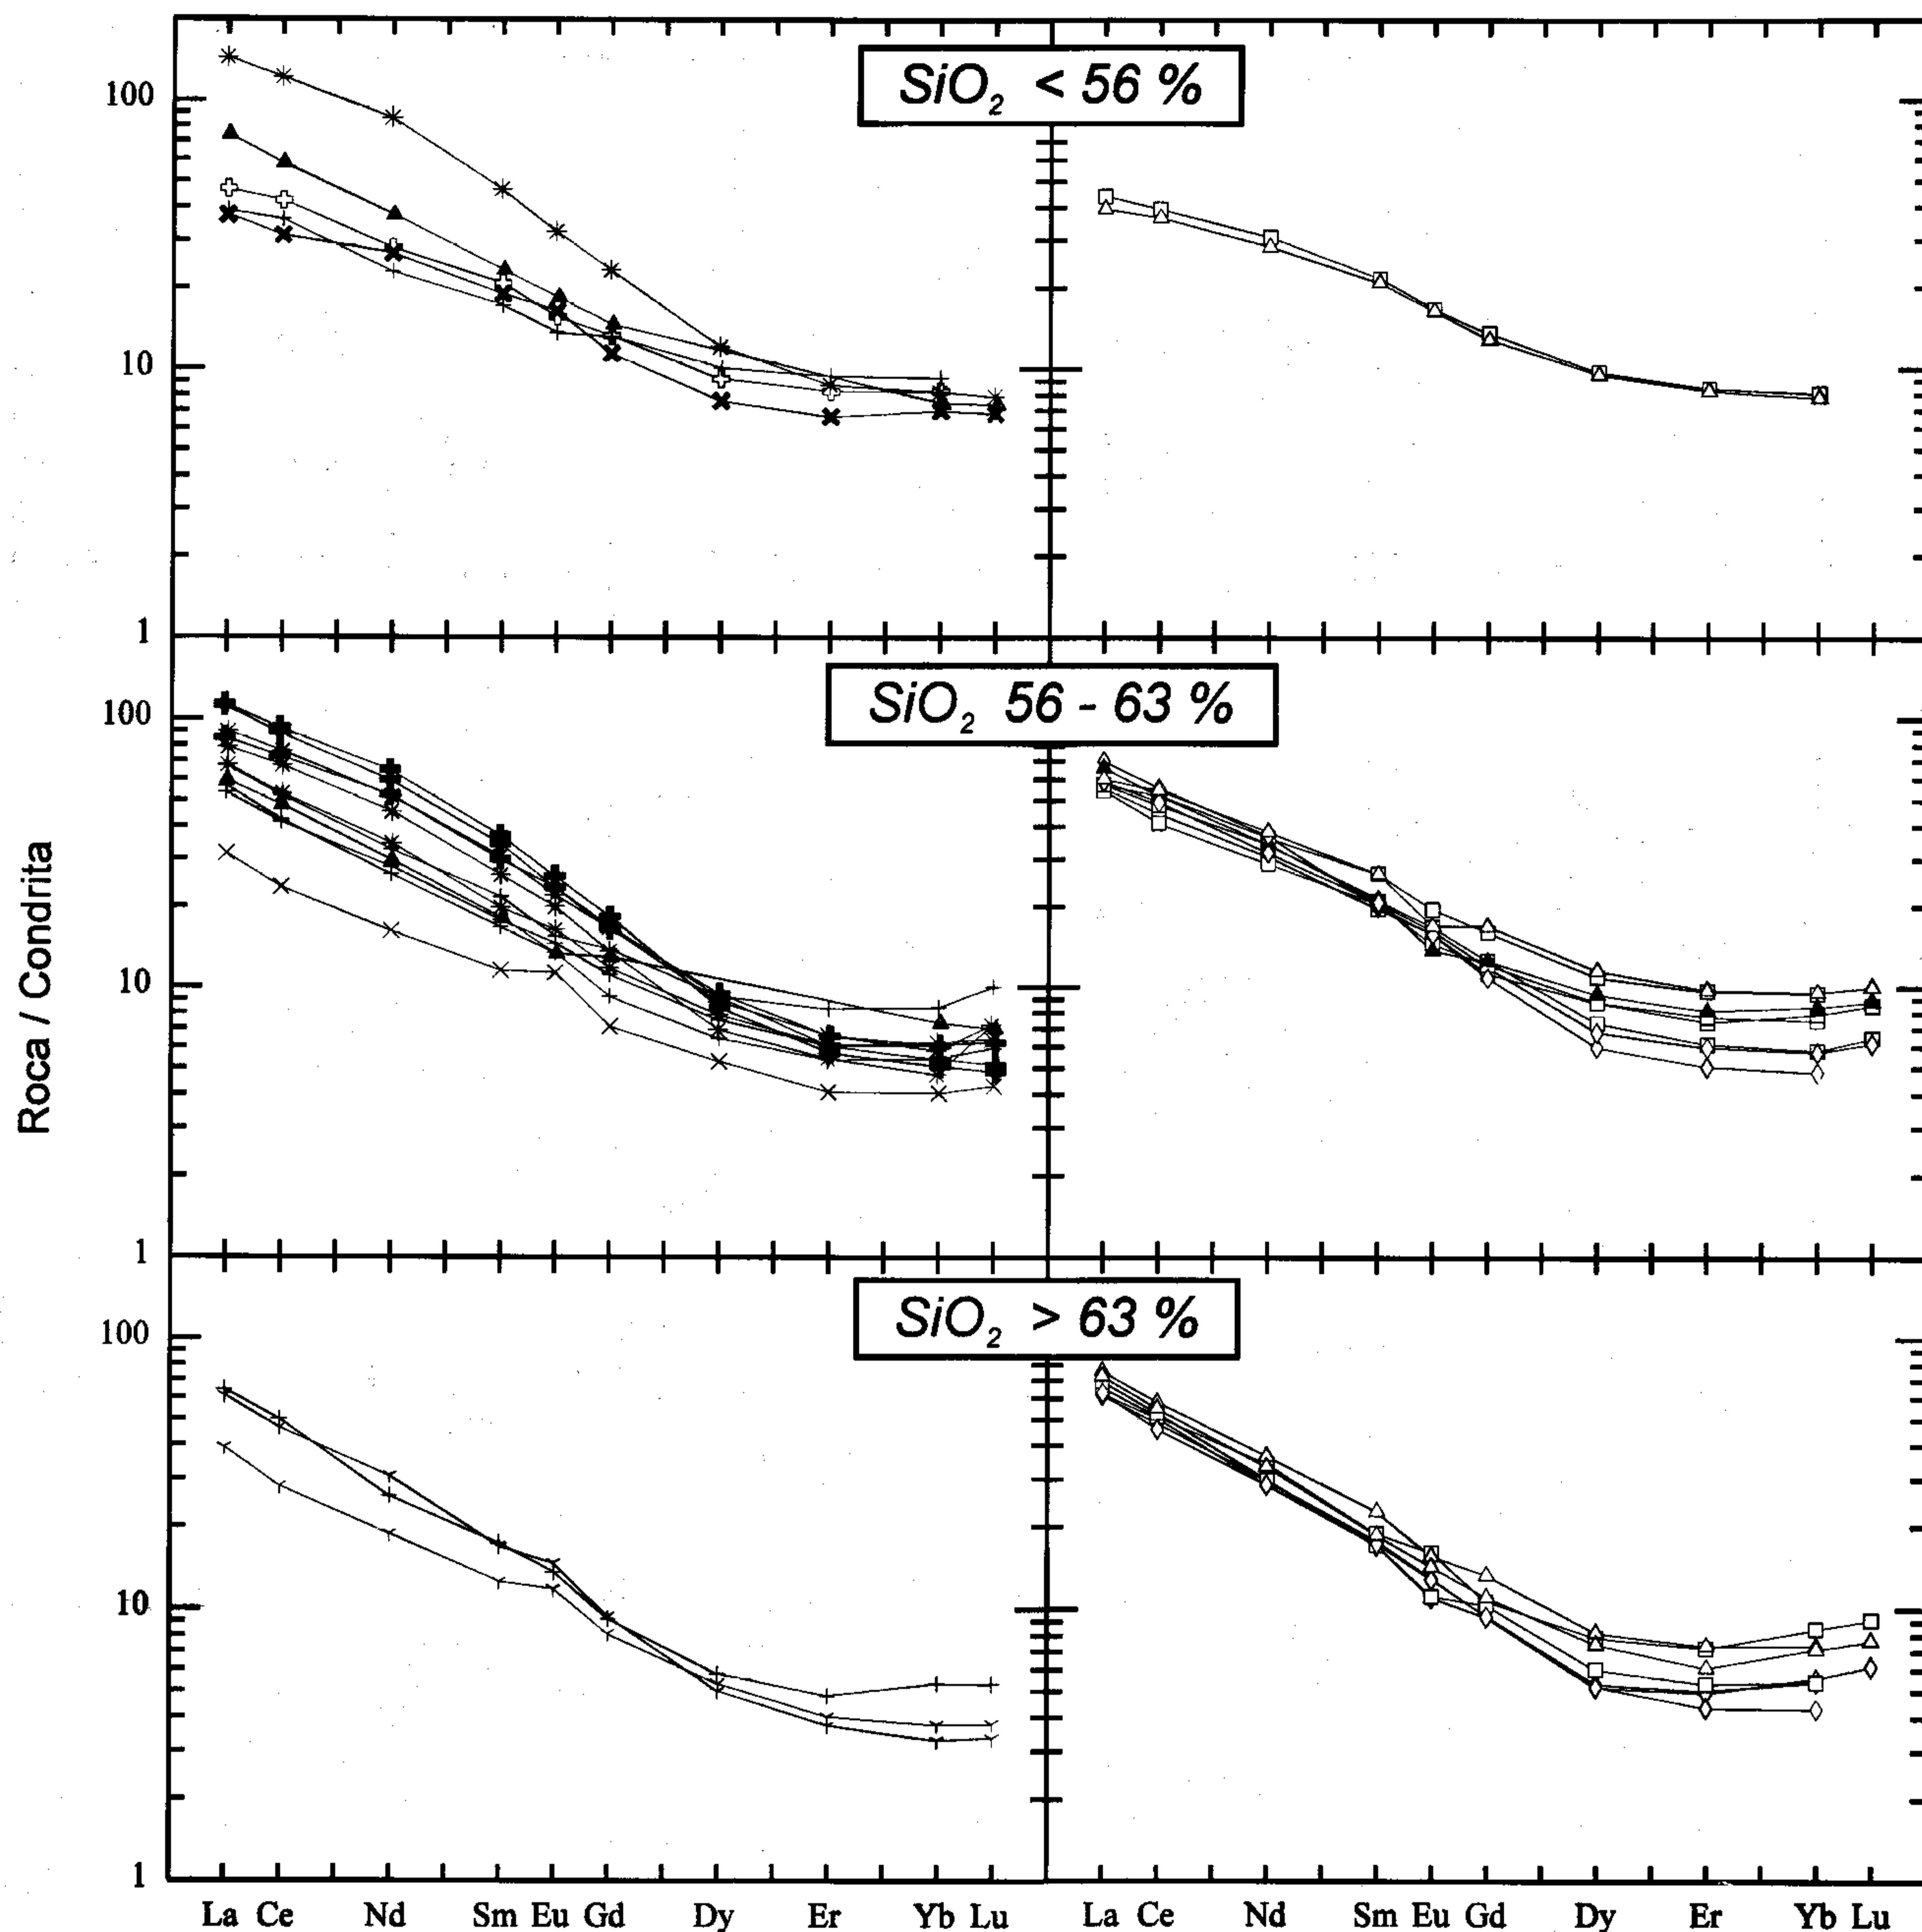 SiO₂ < 56 %
100
10
1
SiO₂ 56 - 63 %
100
10
1
Roca / Condrita
SiO₂ > 63 %
100
10
1
La Ce Nd Sm Eu Gd Dy Er Yb Lu La Ce Nd Sm Eu Gd Dy Er Yb Lu